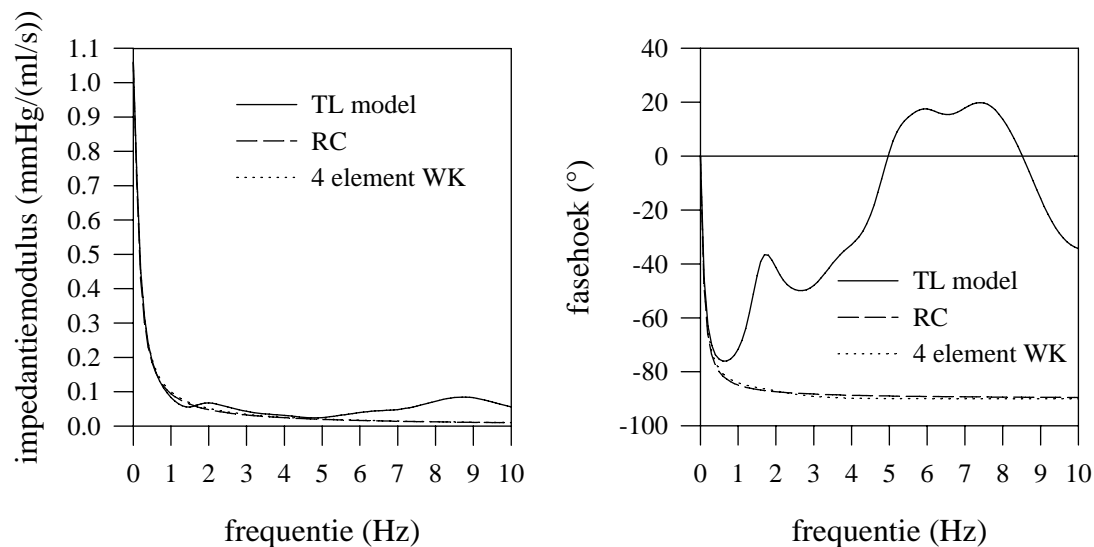 impedantiemodulus (mmHg/(ml/s))
1.1
1.0
0.9
0.8
0.7
0.6
0.5
0.4
0.3
0.2
0.1
0.0
TL model
RC
4 element WK
0 1 2 3 4 5 6 7 8 9 10
frequentie (Hz)
fasehoek (°)
40
20
0
-20
-40
-60
-80
-100
TL model
RC
4 element WK
0 1 2 3 4 5 6 7 8 9 10
frequentie (Hz)